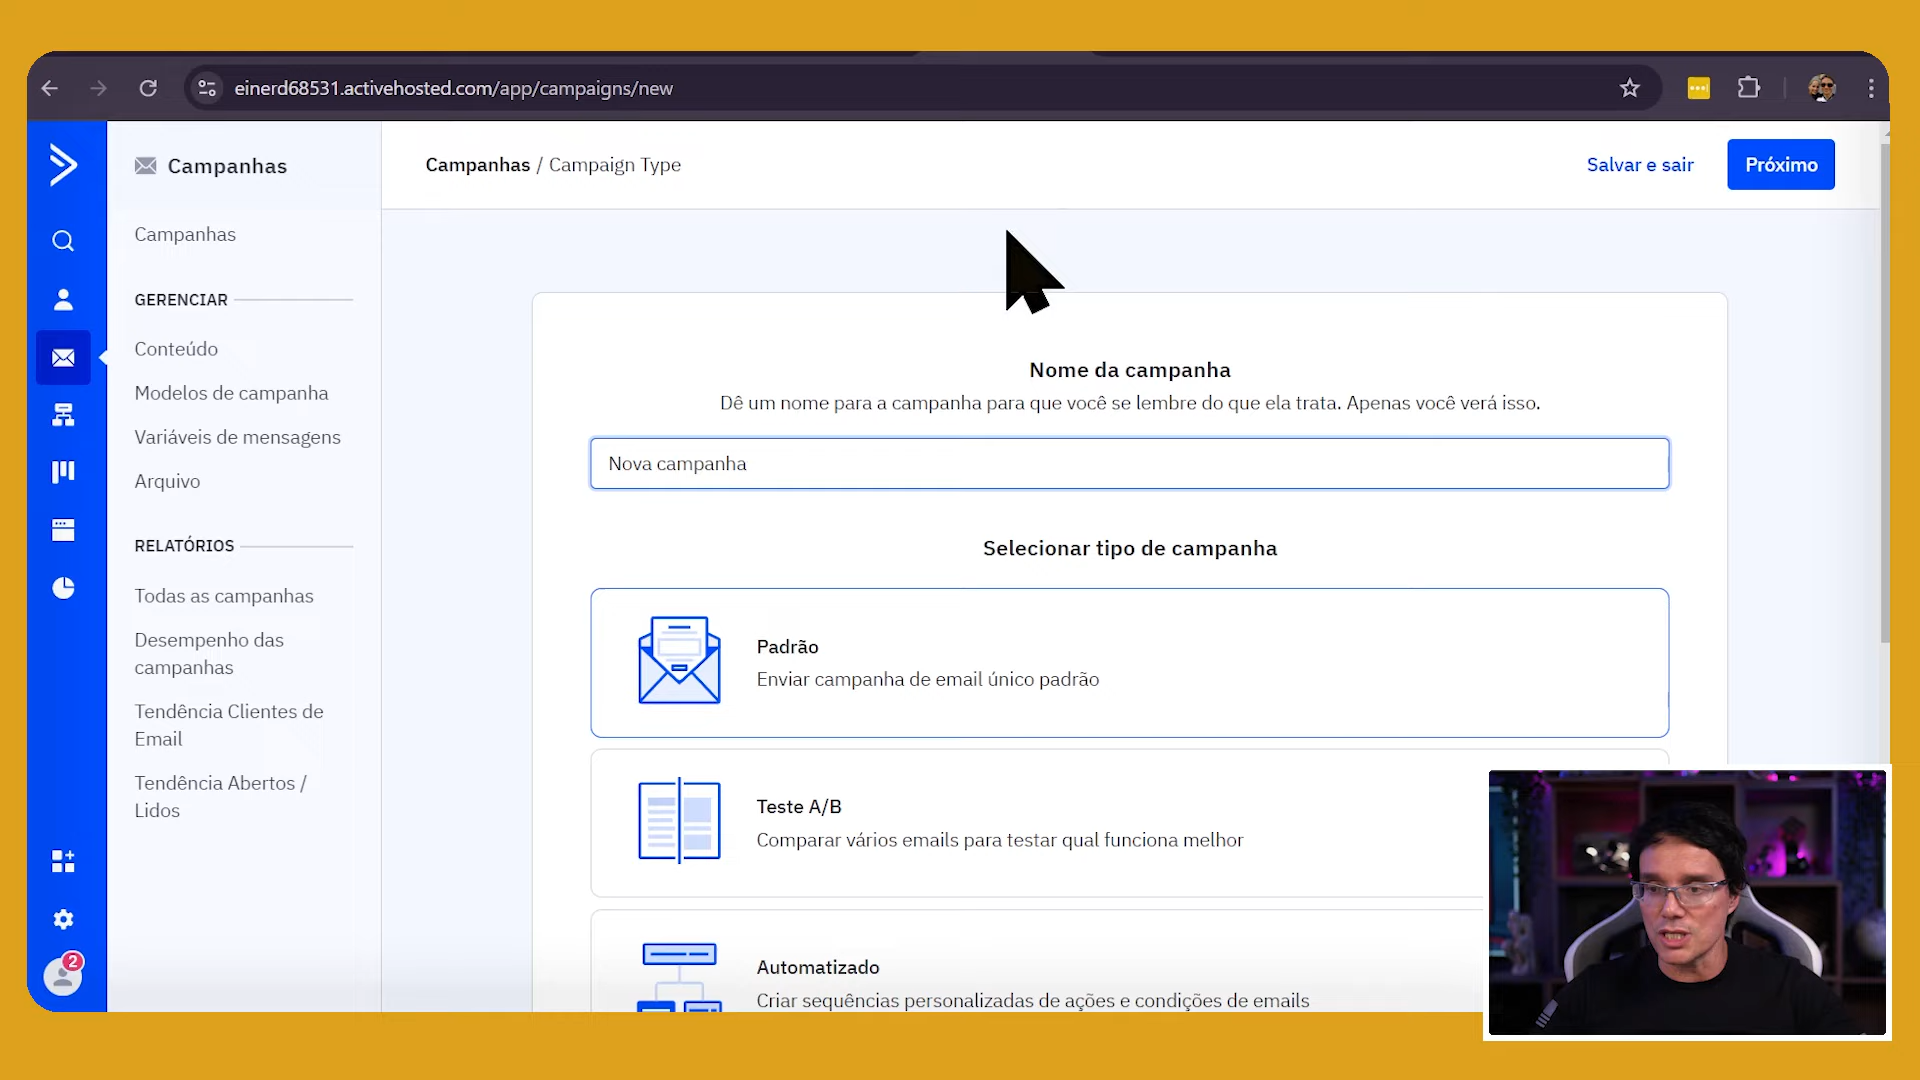 einerd68531.activehosted.com/app/campaigns/new
Campanhas
Campanhas / Campaign Type
Salvar e sair
Próximo
Campanhas
GERENCIAR
Conteúdo
Modelos de campanha
Variáveis de mensagens
Arquivo
RELATÓRIOS
Todas as campanhas
Desempenho das
campanhas
Tendência Clientes de
Email
Tendência Abertos /
Lidos
2
Nome da campanha
Dê um nome para a campanha para que você se lembre do que ela trata. Apenas você verá isso.
Nova campanha
Selecionar tipo de campanha
Padrão
Enviar campanha de email único padrão
Teste A/B
Comparar vários emails para testar qual funciona melhor
Automatizado
Criar sequências personalizadas de ações e condições de emails